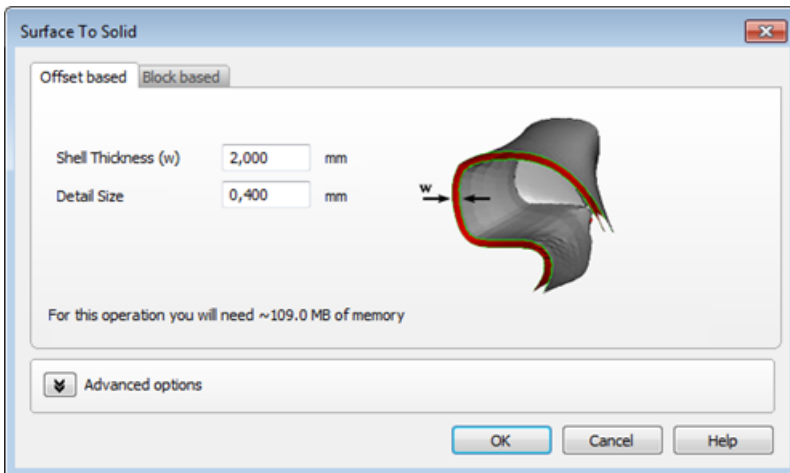 Surface To Solid
Offset based Block based
Shell Thickness (w) 2,000 mm
w
Detail Size 0,400 mm
For this operation you will need ~109.0 MB of memory
Advanced options
OK Cancel Help